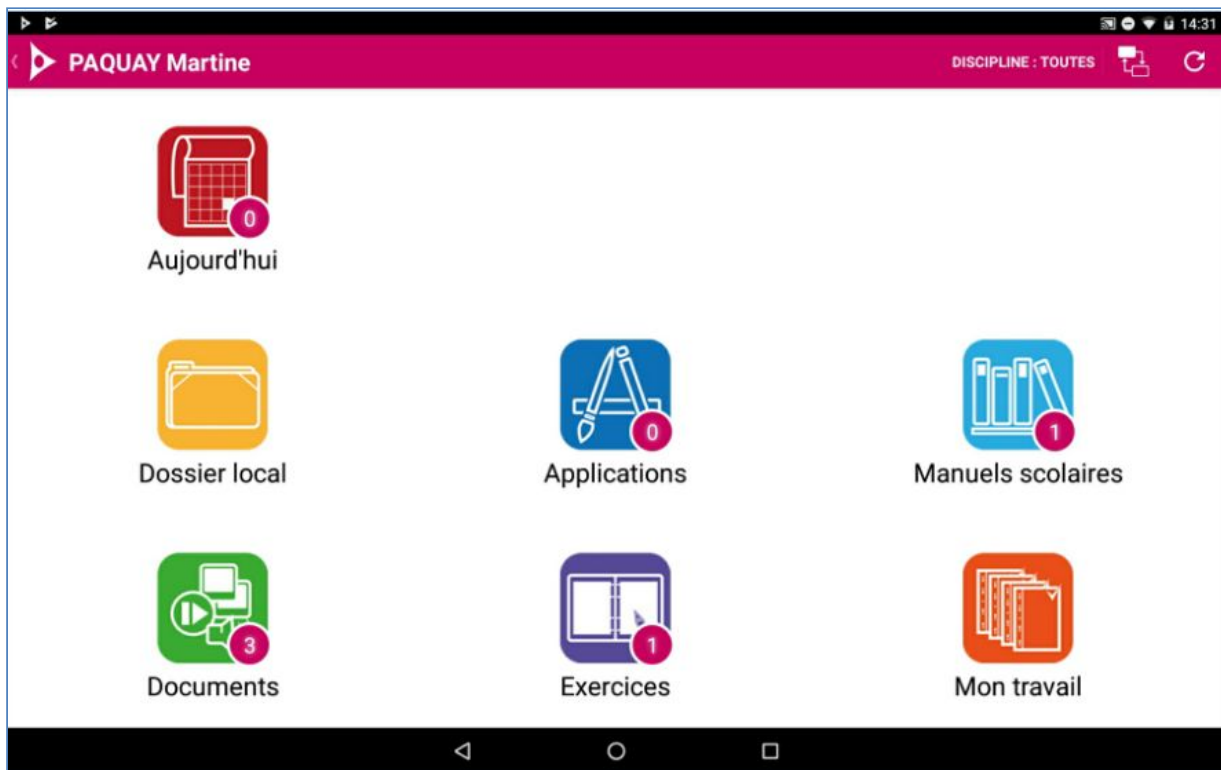 14:31
PAQUAY Martine
DISCIPLINE : TOUTES
0
Aujourd'hui
Dossier local
0
Applications
1
Manuels scolaires
3
Documents
1
Exercices
Mon travail